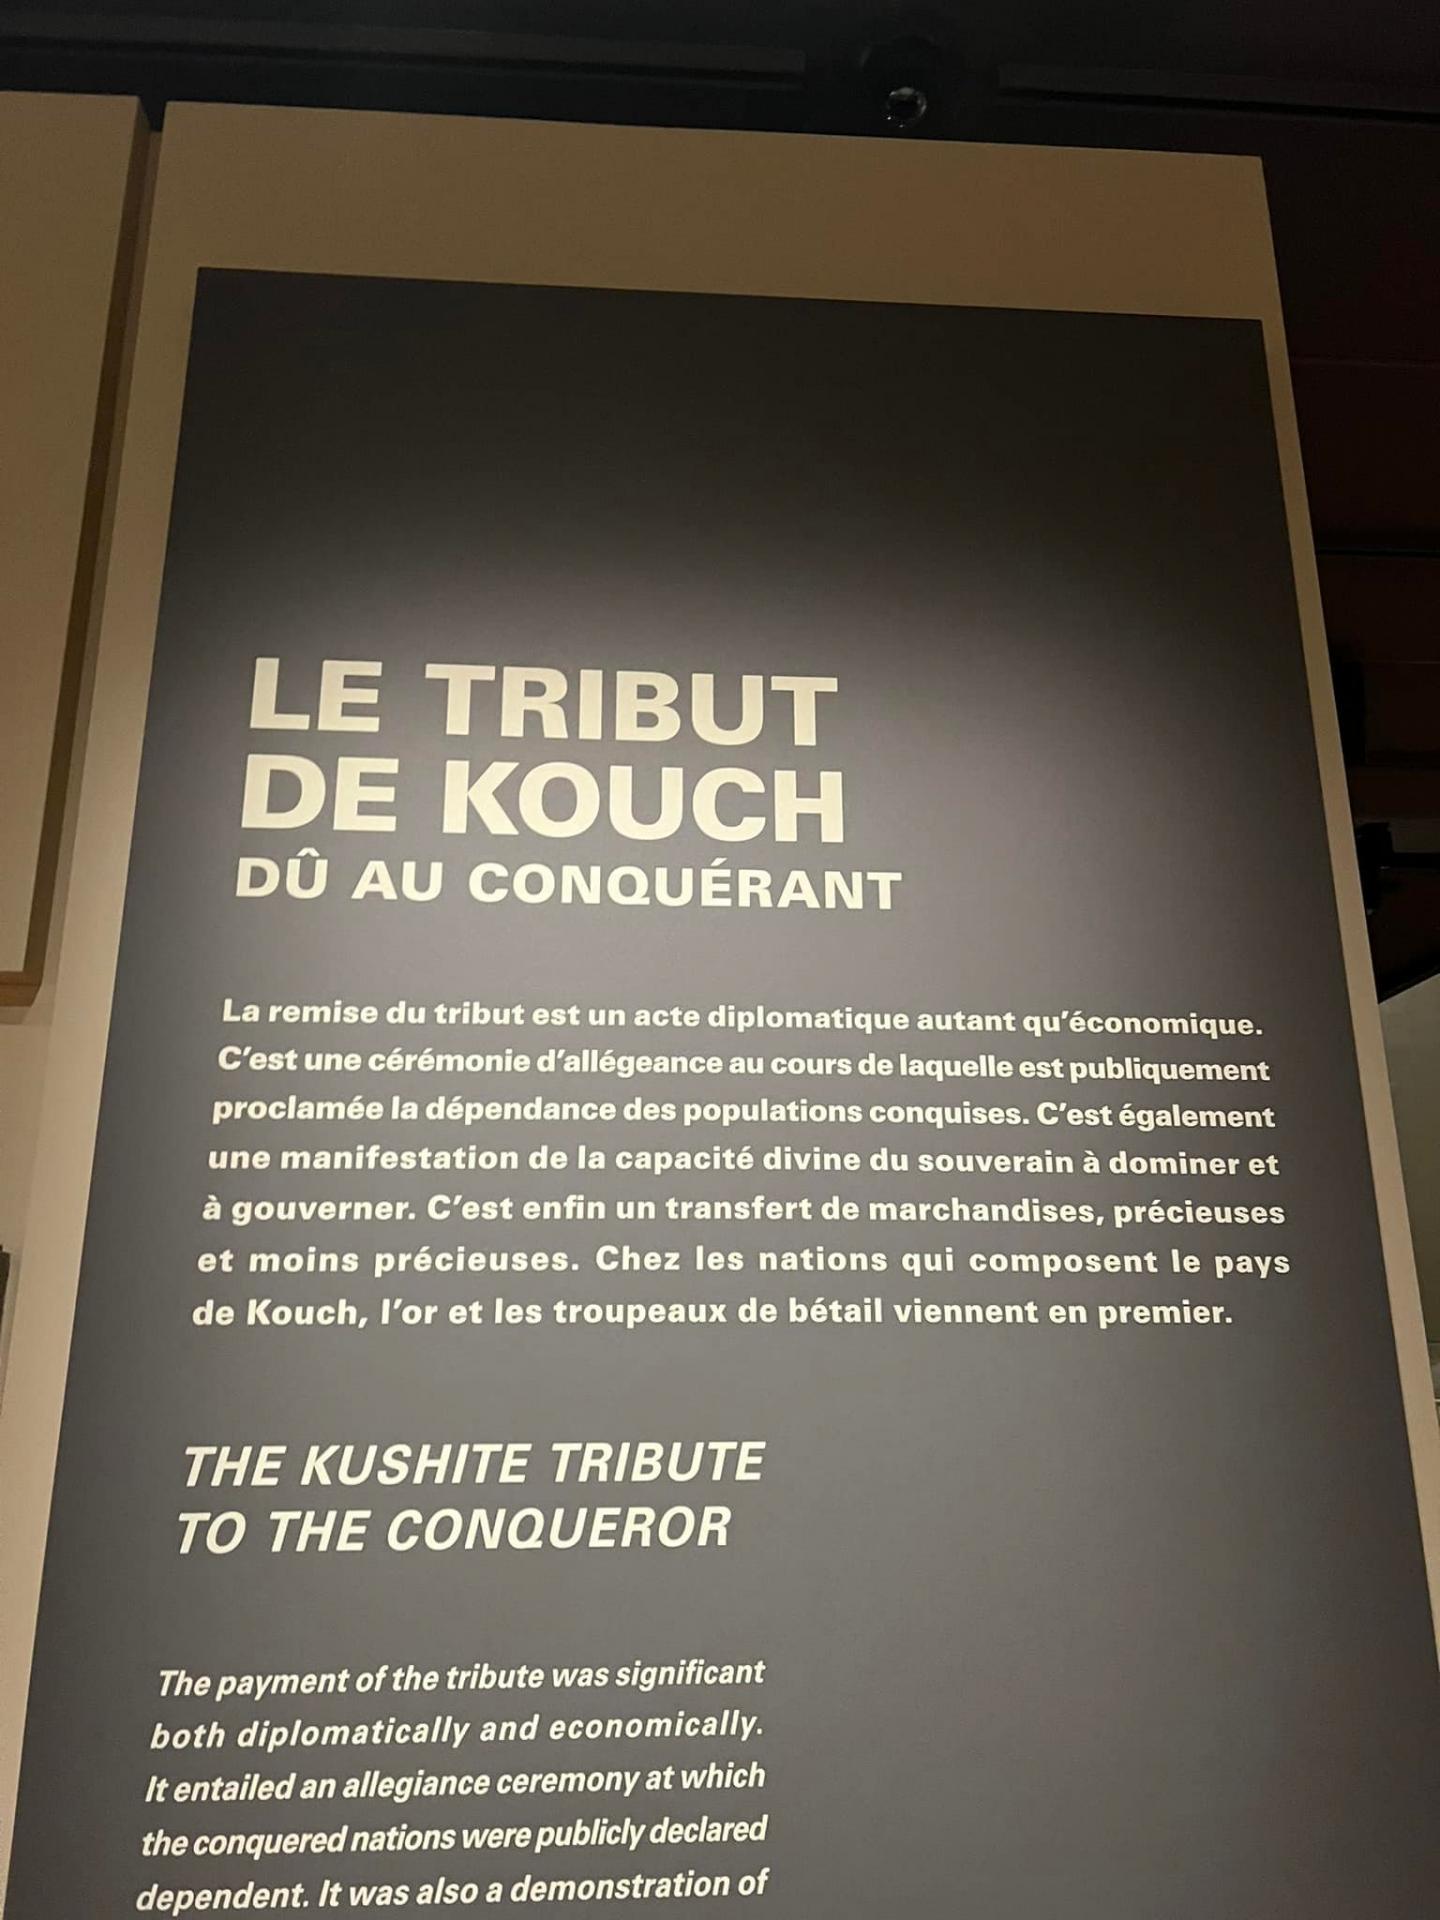 LE TRIBUT
DE KOUCH
DÛ AU CONQUÉRANT
La remise du tribut est un acte diplomatique autant qu’économique.
C’est une cérémonie d’allégeance au cours de laquelle est publiquement
proclamée la dépendance des populations conquises. C’est également
une manifestation de la capacité divine du souverain à dominer et
à gouverner. C’est enfin un transfert de marchandises, précieuses
et moins précieuses. Chez les nations qui composent le pays
de Kouch, l’or et les troupeaux de bétail viennent en premier.
THE KUSHITE TRIBUTE
TO THE CONQUEROR
The payment of the tribute was significant
both diplomatically and economically.
It entailed an allegiance ceremony at which
the conquered nations were publicly declared
dependent. It was also a demonstration of